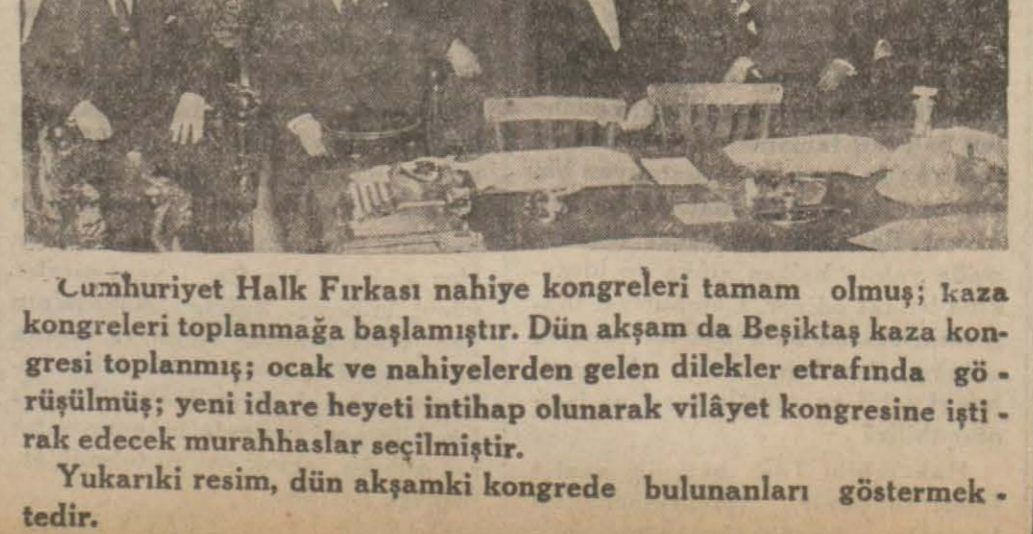 Cumhuriyet Halk Fırkası nahiye kongreleri tamam olmuş; kaza
kongreleri toplanmağa başlamıştır. Dün akşam da Beşiktaş kaza kon-
gresi toplanmış; ocak ve nahiyelerden gelen dilekler etrafında gö -
rüşülmüş; yeni idare heyeti intihap olunarak vilâyet kongresine işti -
rak edecek murahhaslar seçilmiştir.
Yukarıki resim, dün akşamki kongrede bulunanları göstermek -
tedir.